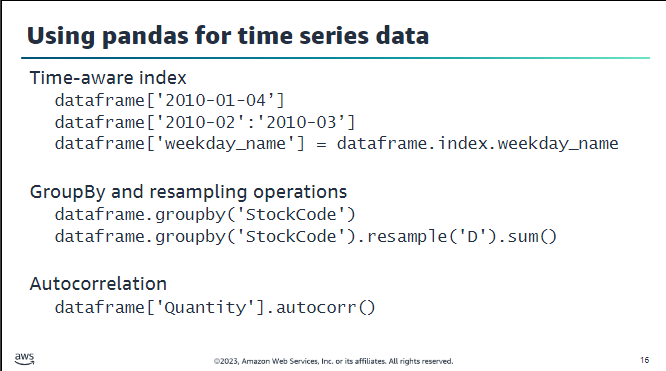 Using pandas for time series data
Time-aware index
dataframe['2010-01-04’]
dataframe['2010-02':'2010-03’]
dataframe['weekday_name'] = dataframe.index.weekday_name
GroupBy and resampling operations
dataframe.groupby('StockCode')
dataframe.groupby('StockCode').resample('D').sum()
Autocorrelation
dataframe['Quantity'].autocorr()
aws
©2023, Amazon Web Services, Inc. or its affiliates. All rights reserved.
16